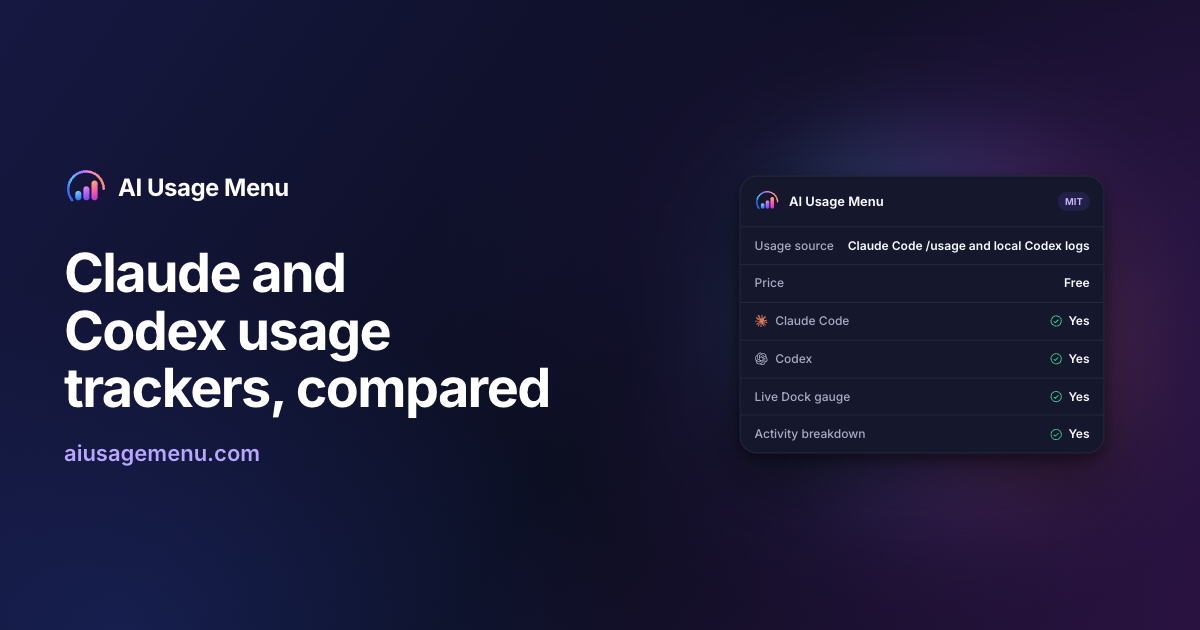 AI Usage Menu
Claude and
Codex usage
trackers, compared
aiusagemenu.com
AI Usage Menu MIT
Usage source Claude Code /usage and local Codex logs
Price Free
Claude Code Yes
Codex Yes
Live Dock gauge Yes
Activity breakdown Yes